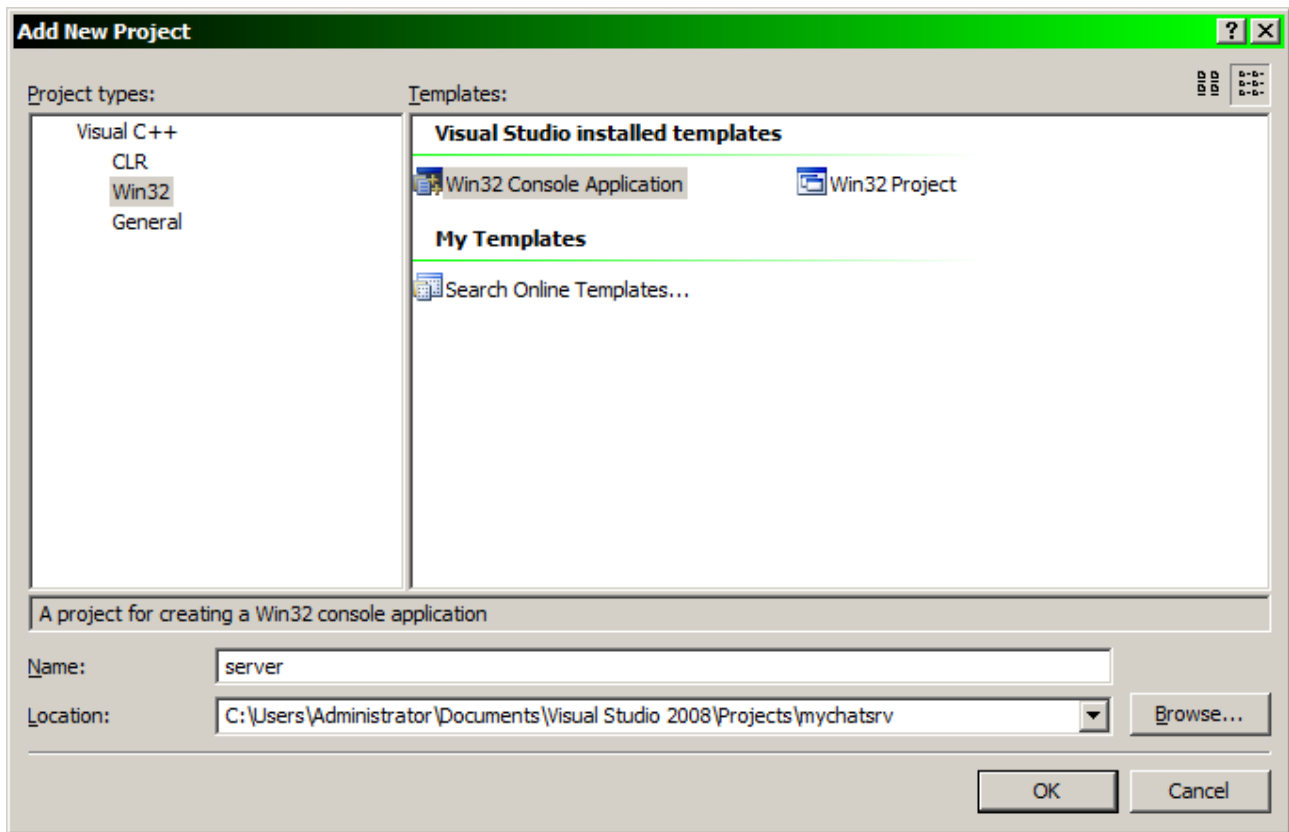 Add New Project
Project types:
Templates:
Visual C++
CLR
Win32
General
Visual Studio installed templates
Win32 Console Application
Win32 Project
My Templates
Search Online Templates...
A project for creating a Win32 console application
Name:
server
Location:
C:\Users\Administrator\Documents\Visual Studio 2008\Projects\mychatsrv
Browse...
OK
Cancel